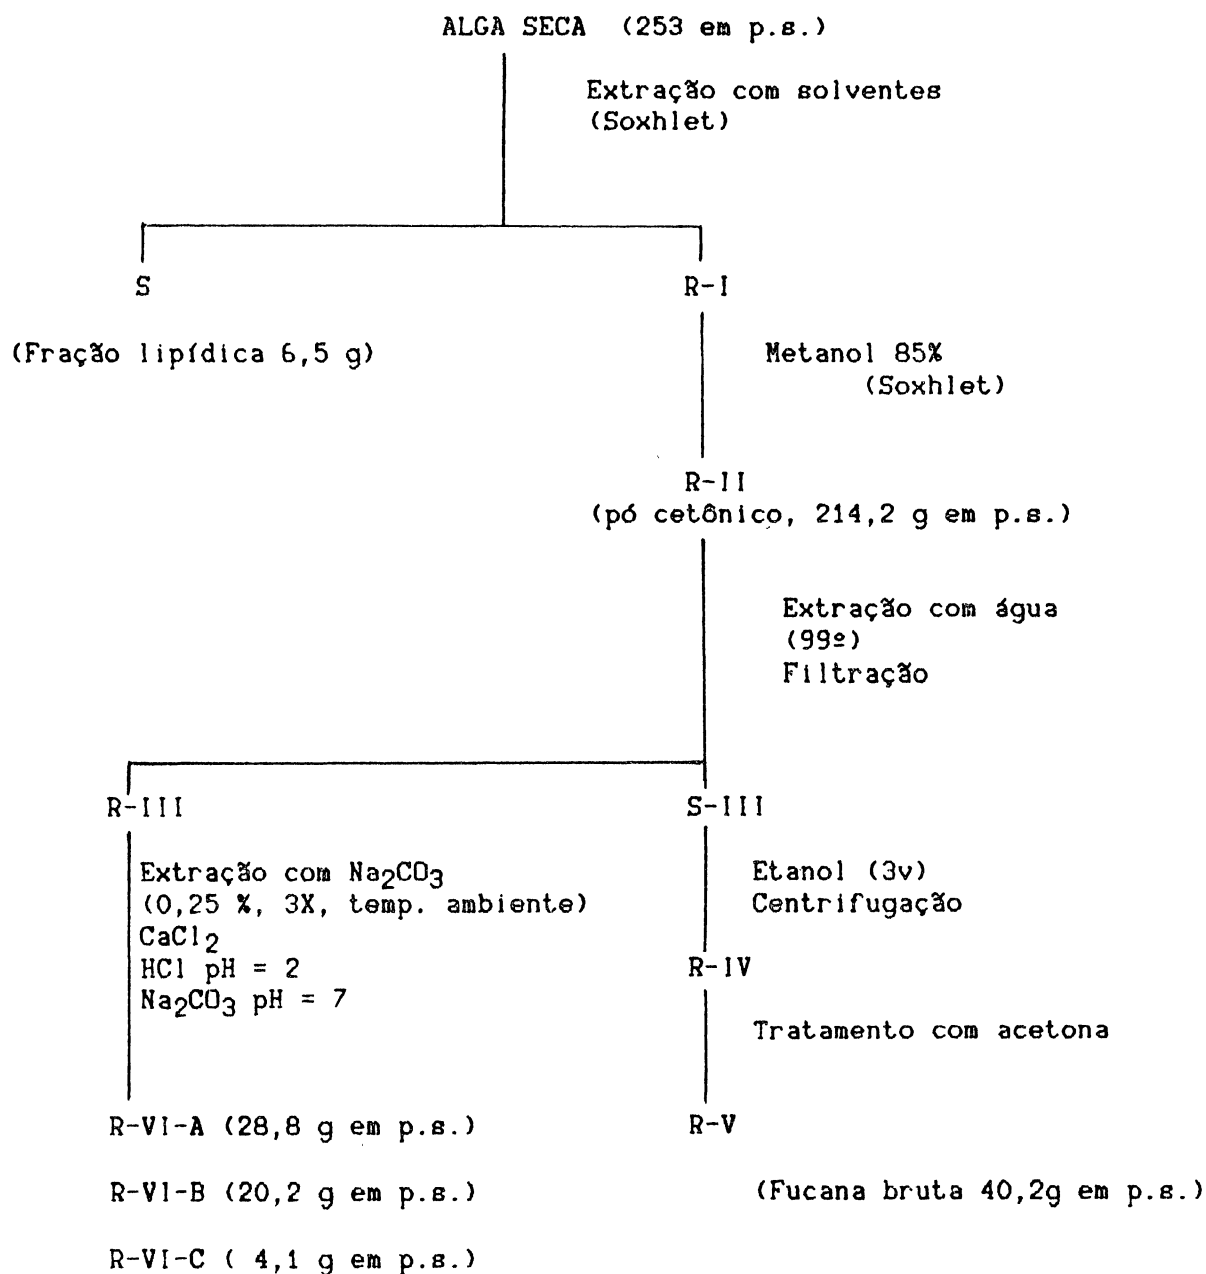 ALGA SECA (253 em p.s.)
Extração com solventes
(Soxhlet)
S
R-I
(Fração lipídica 6,5 g)
Metanol 85%
(Soxhlet)
R-II
(pó cetônico, 214,2 g em p.s.)
Extração com água
(99º)
Filtração
R-III
S-III
Extração com Na₂CO₃
(0,25 %, 3X, temp. ambiente)
CaCl₂
HCl pH = 2
Na₂CO₃ pH = 7
Etanol (3v)
Centrifugação
R-IV
Tratamento com acetona
R-VI-A (28,8 g em p.s.)
R-V
R-VI-B (20,2 g em p.s.)
(Fucana bruta 40,2g em p.s.)
R-VI-C ( 4,1 g em p.s.)